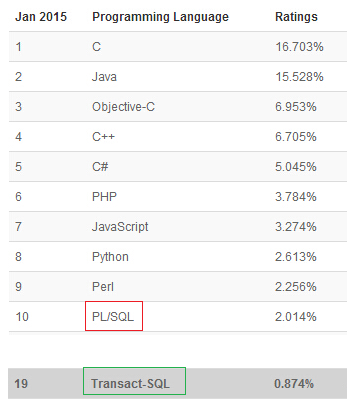 Jan 2015 Programming Language Ratings
1 C 16.703%
2 Java 15.528%
3 Objective-C 6.953%
4 C++ 6.705%
5 C# 5.045%
6 PHP 3.784%
7 JavaScript 3.274%
8 Python 2.613%
9 Perl 2.256%
10 PL/SQL 2.014%
19 Transact-SQL 0.874%